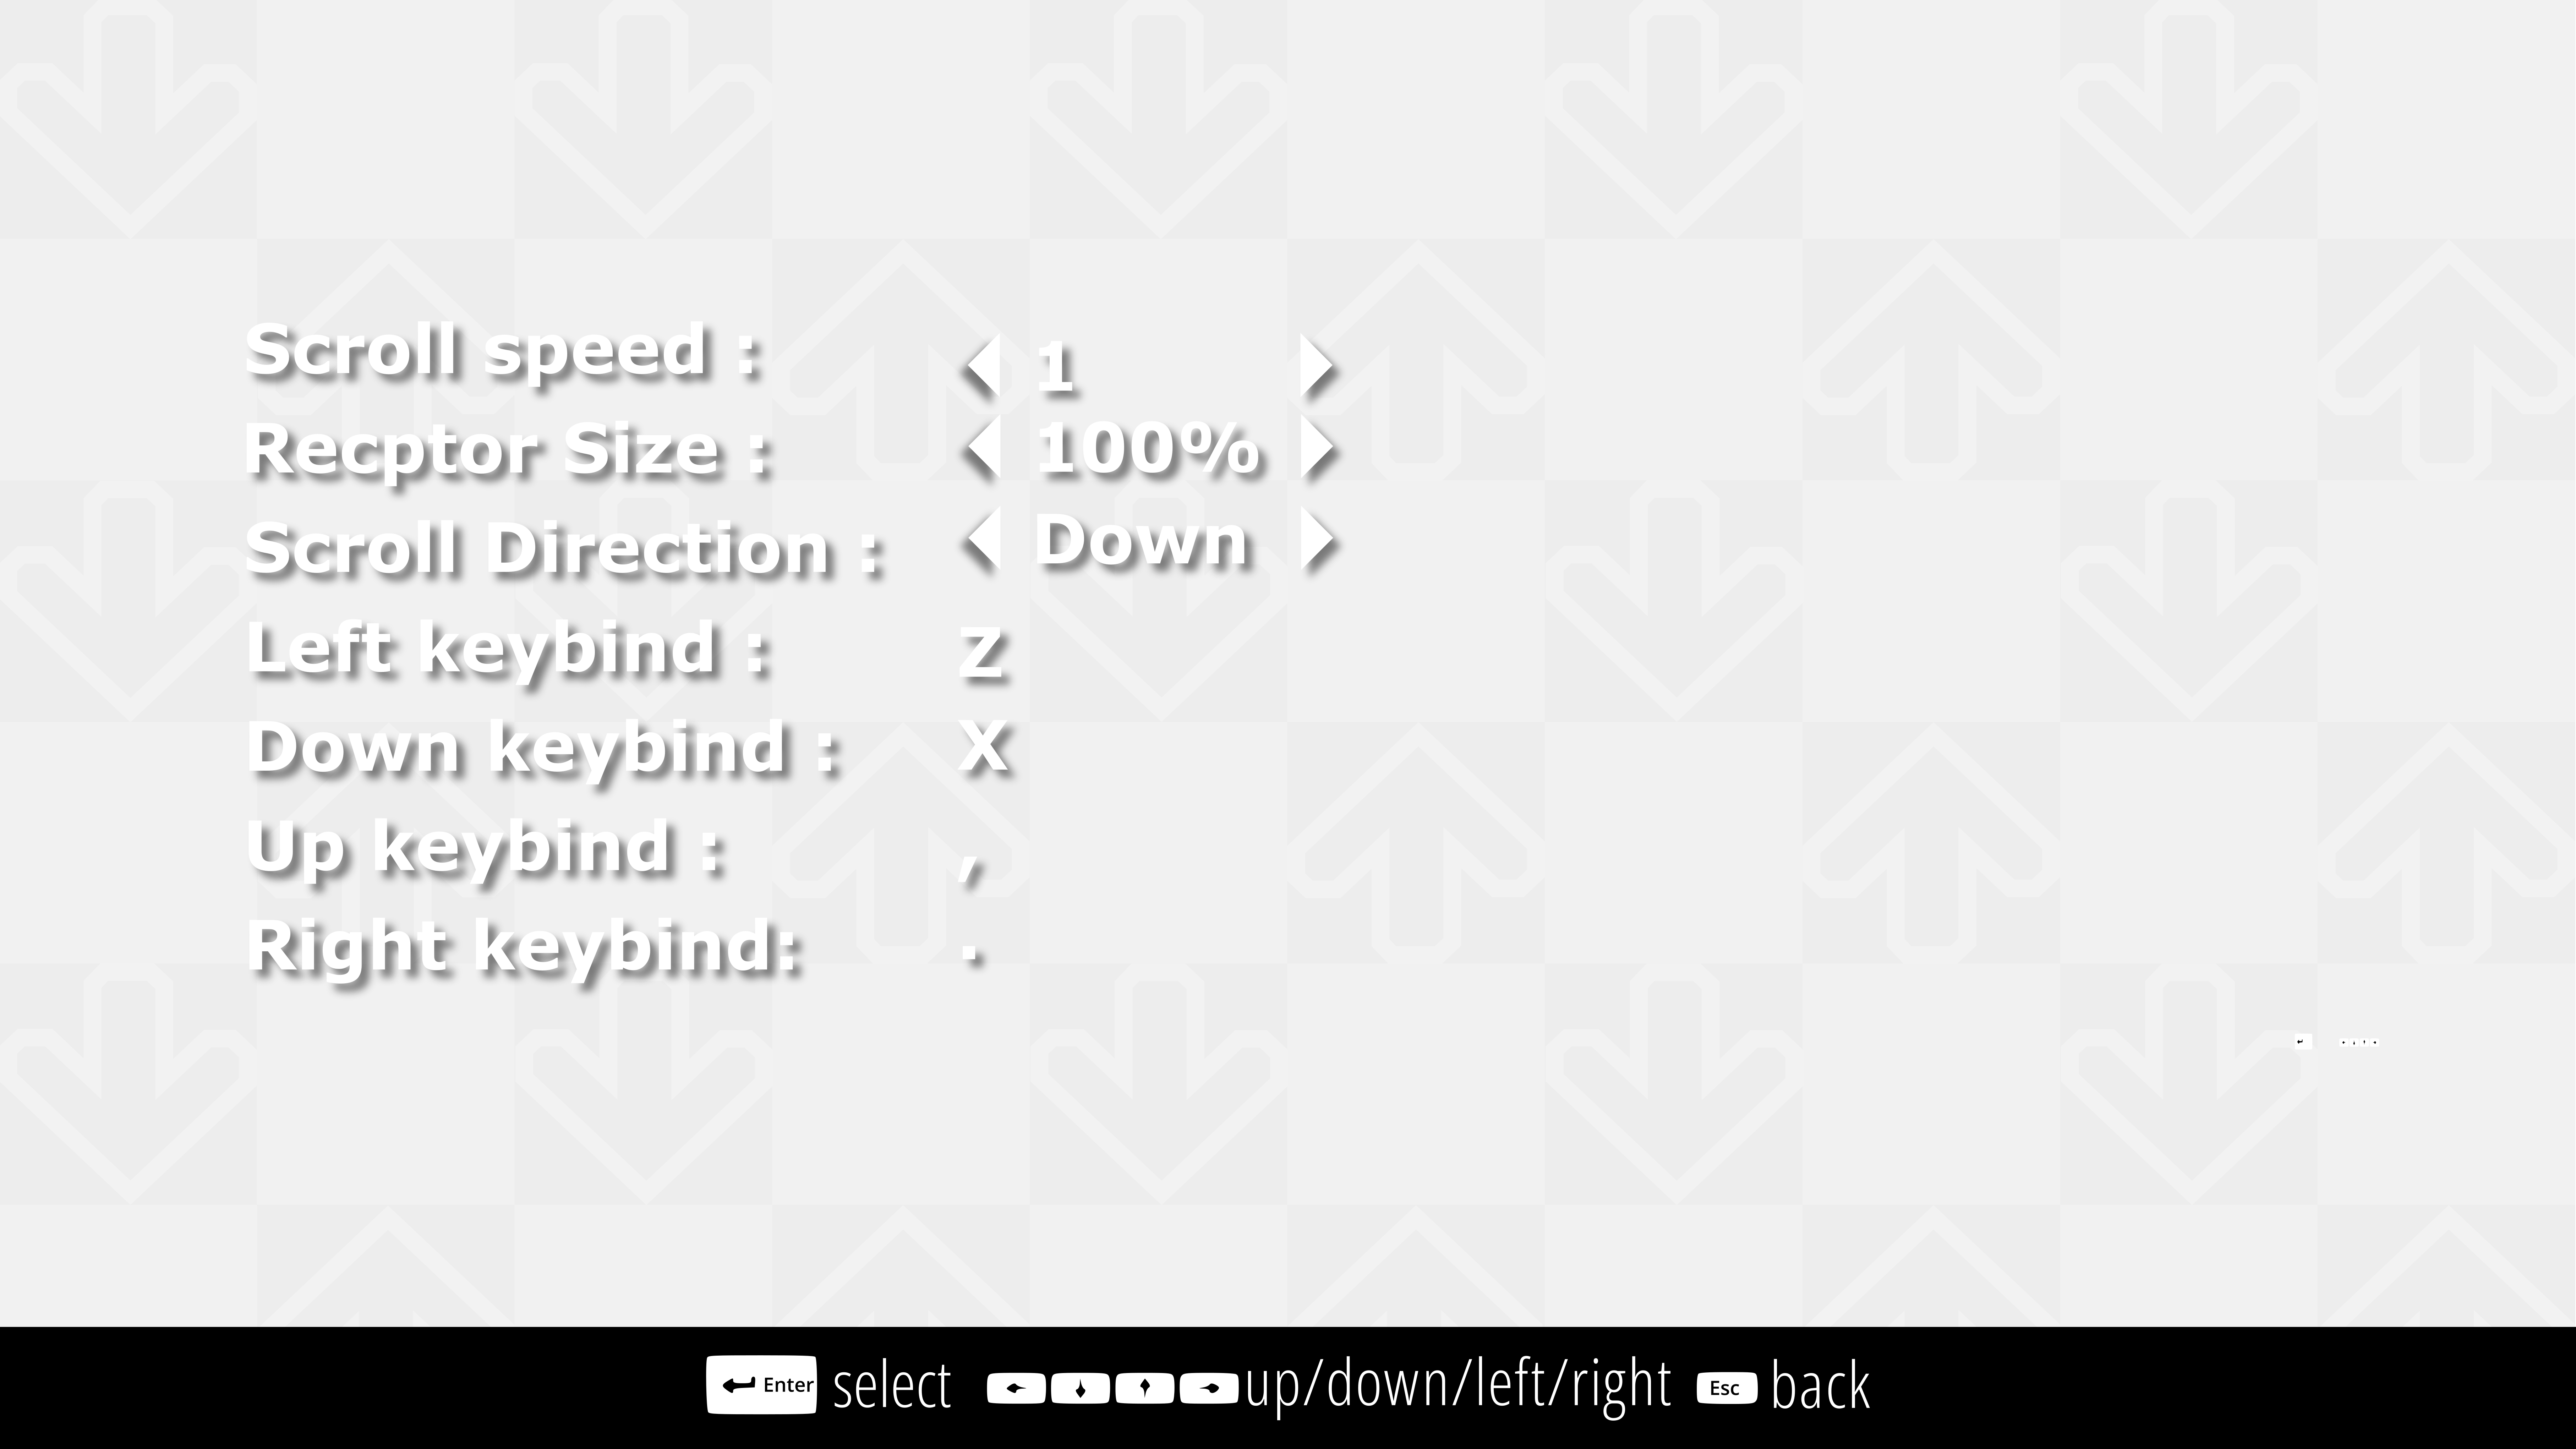 Scroll speed : 1
Recptor Size : 100%
Scroll Direction : Down
Left keybind : Z
Down keybind : X
Up keybind : ,
Right keybind: .
Enter select up/down/left/right Esc back